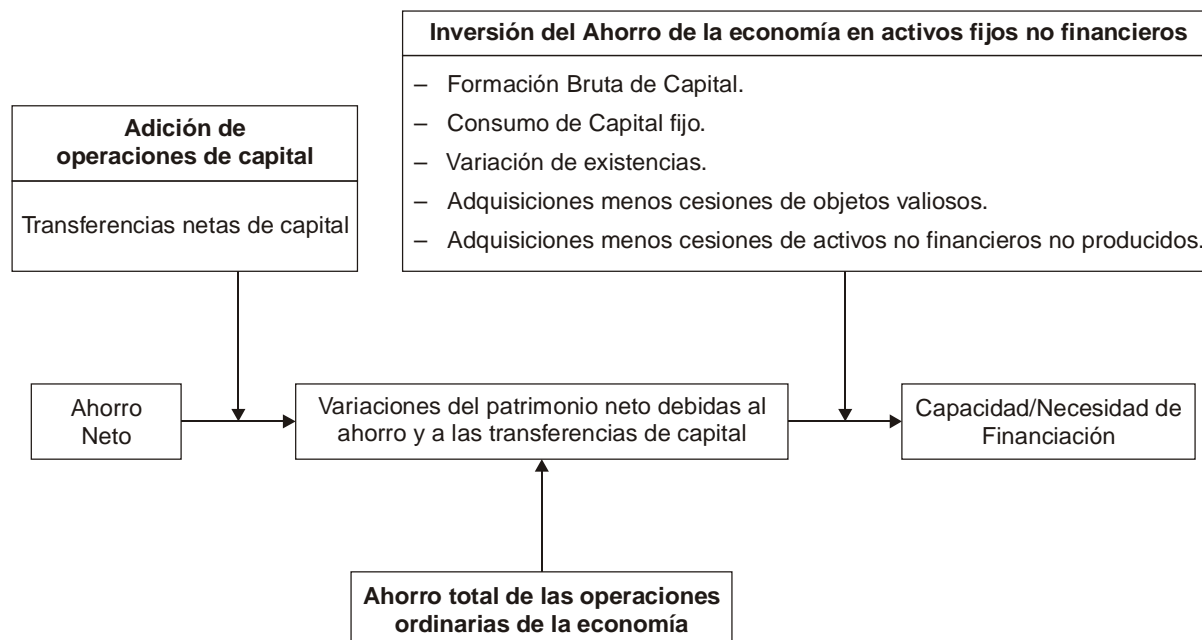 Inversión del Ahorro de la economía en activos fijos no financieros
– Formación Bruta de Capital.
– Consumo de Capital fijo.
– Variación de existencias.
– Adquisiciones menos cesiones de objetos valiosos.
– Adquisiciones menos cesiones de activos no financieros no producidos.
Adición de
operaciones de capital
Transferencias netas de capital
Ahorro
Neto
Variaciones del patrimonio neto debidas al
ahorro y a las transferencias de capital
Capacidad/Necesidad de
Financiación
Ahorro total de las operaciones
ordinarias de la economía